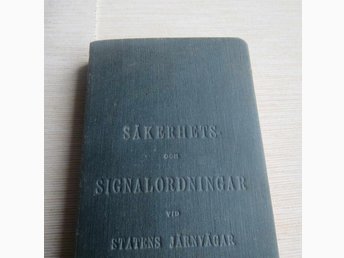 SÄKERHETS-
OCH
SIGNALORDNINGAR
VID
STATENS JÄRNVÄGAR